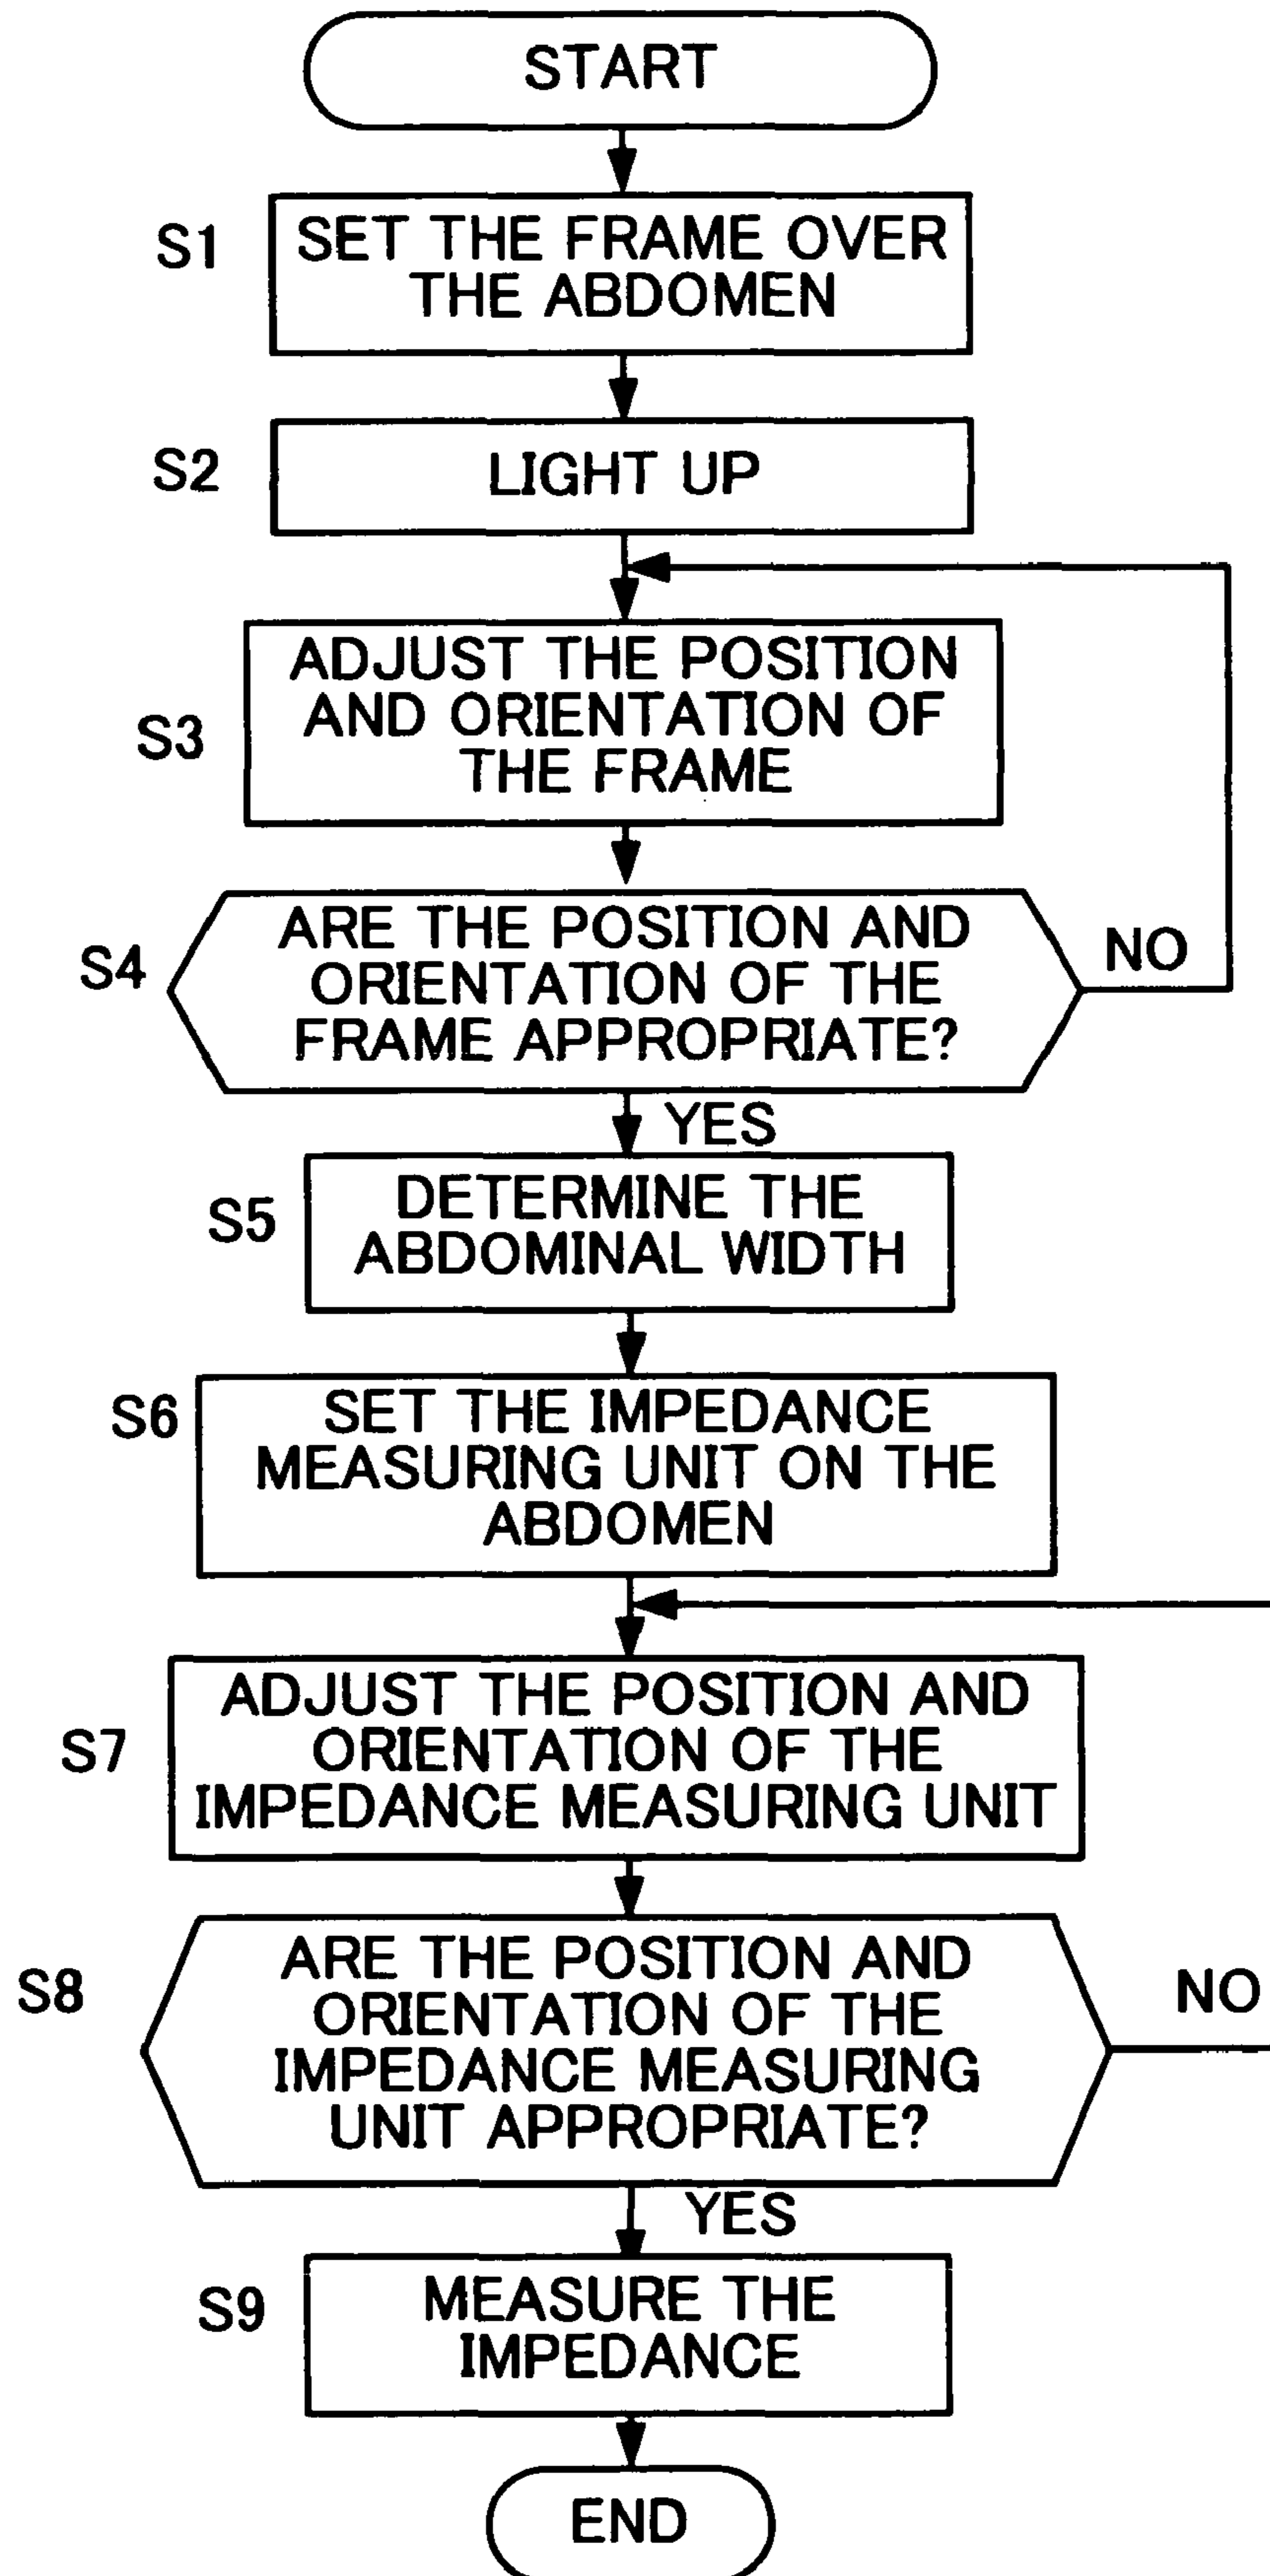 START
S1
SET THE FRAME OVER
THE ABDOMEN
S2
LIGHT UP
S3
ADJUST THE POSITION
AND ORIENTATION OF
THE FRAME
S4
ARE THE POSITION AND
ORIENTATION OF THE
FRAME APPROPRIATE?
NO
YES
S5
DETERMINE THE
ABDOMINAL WIDTH
S6
SET THE IMPEDANCE
MEASURING UNIT ON THE
ABDOMEN
S7
ADJUST THE POSITION AND
ORIENTATION OF THE
IMPEDANCE MEASURING UNIT
S8
ARE THE POSITION AND
ORIENTATION OF THE
IMPEDANCE MEASURING
UNIT APPROPRIATE?
NO
YES
S9
MEASURE THE
IMPEDANCE
END